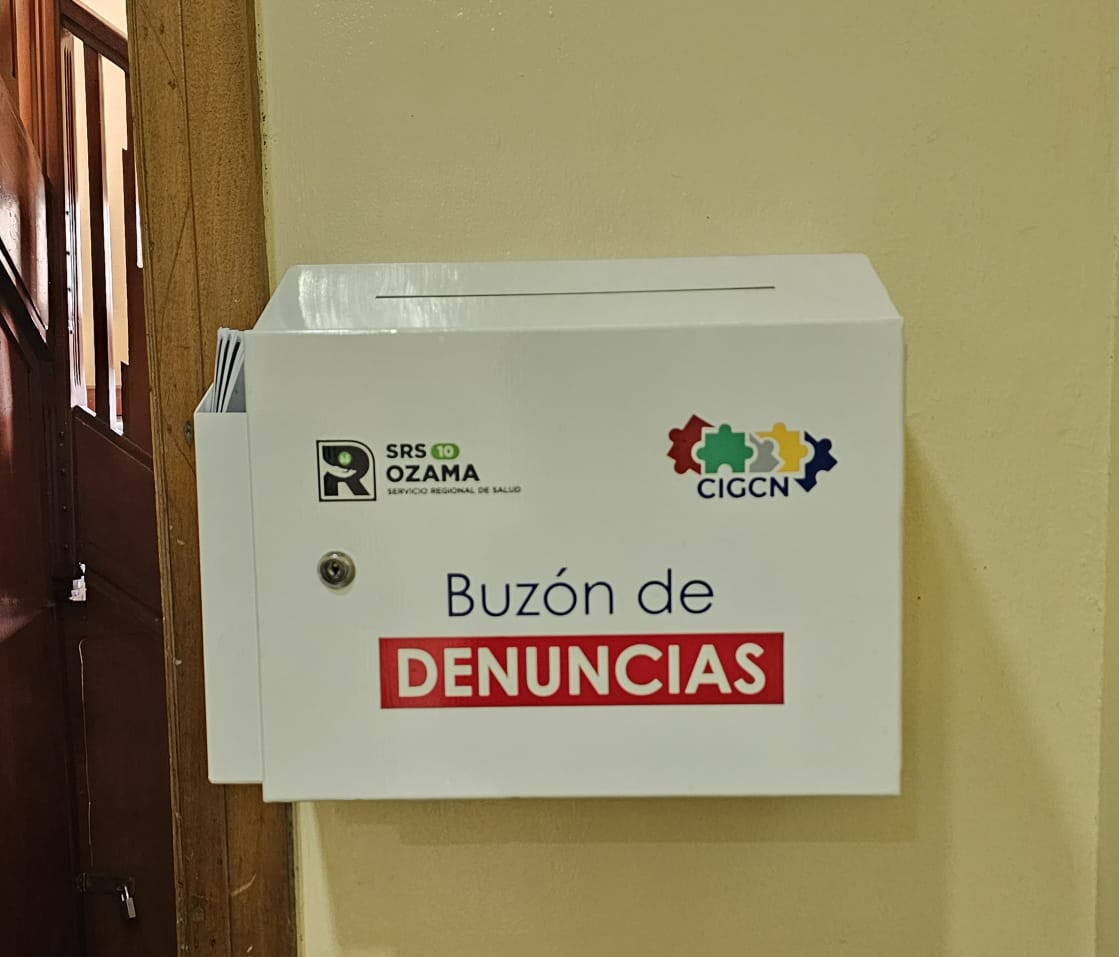 SRS 10
OZAMA
SERVICIO REGIONAL DE SALUD
CIGCN
Buzón de
DENUNCIAS